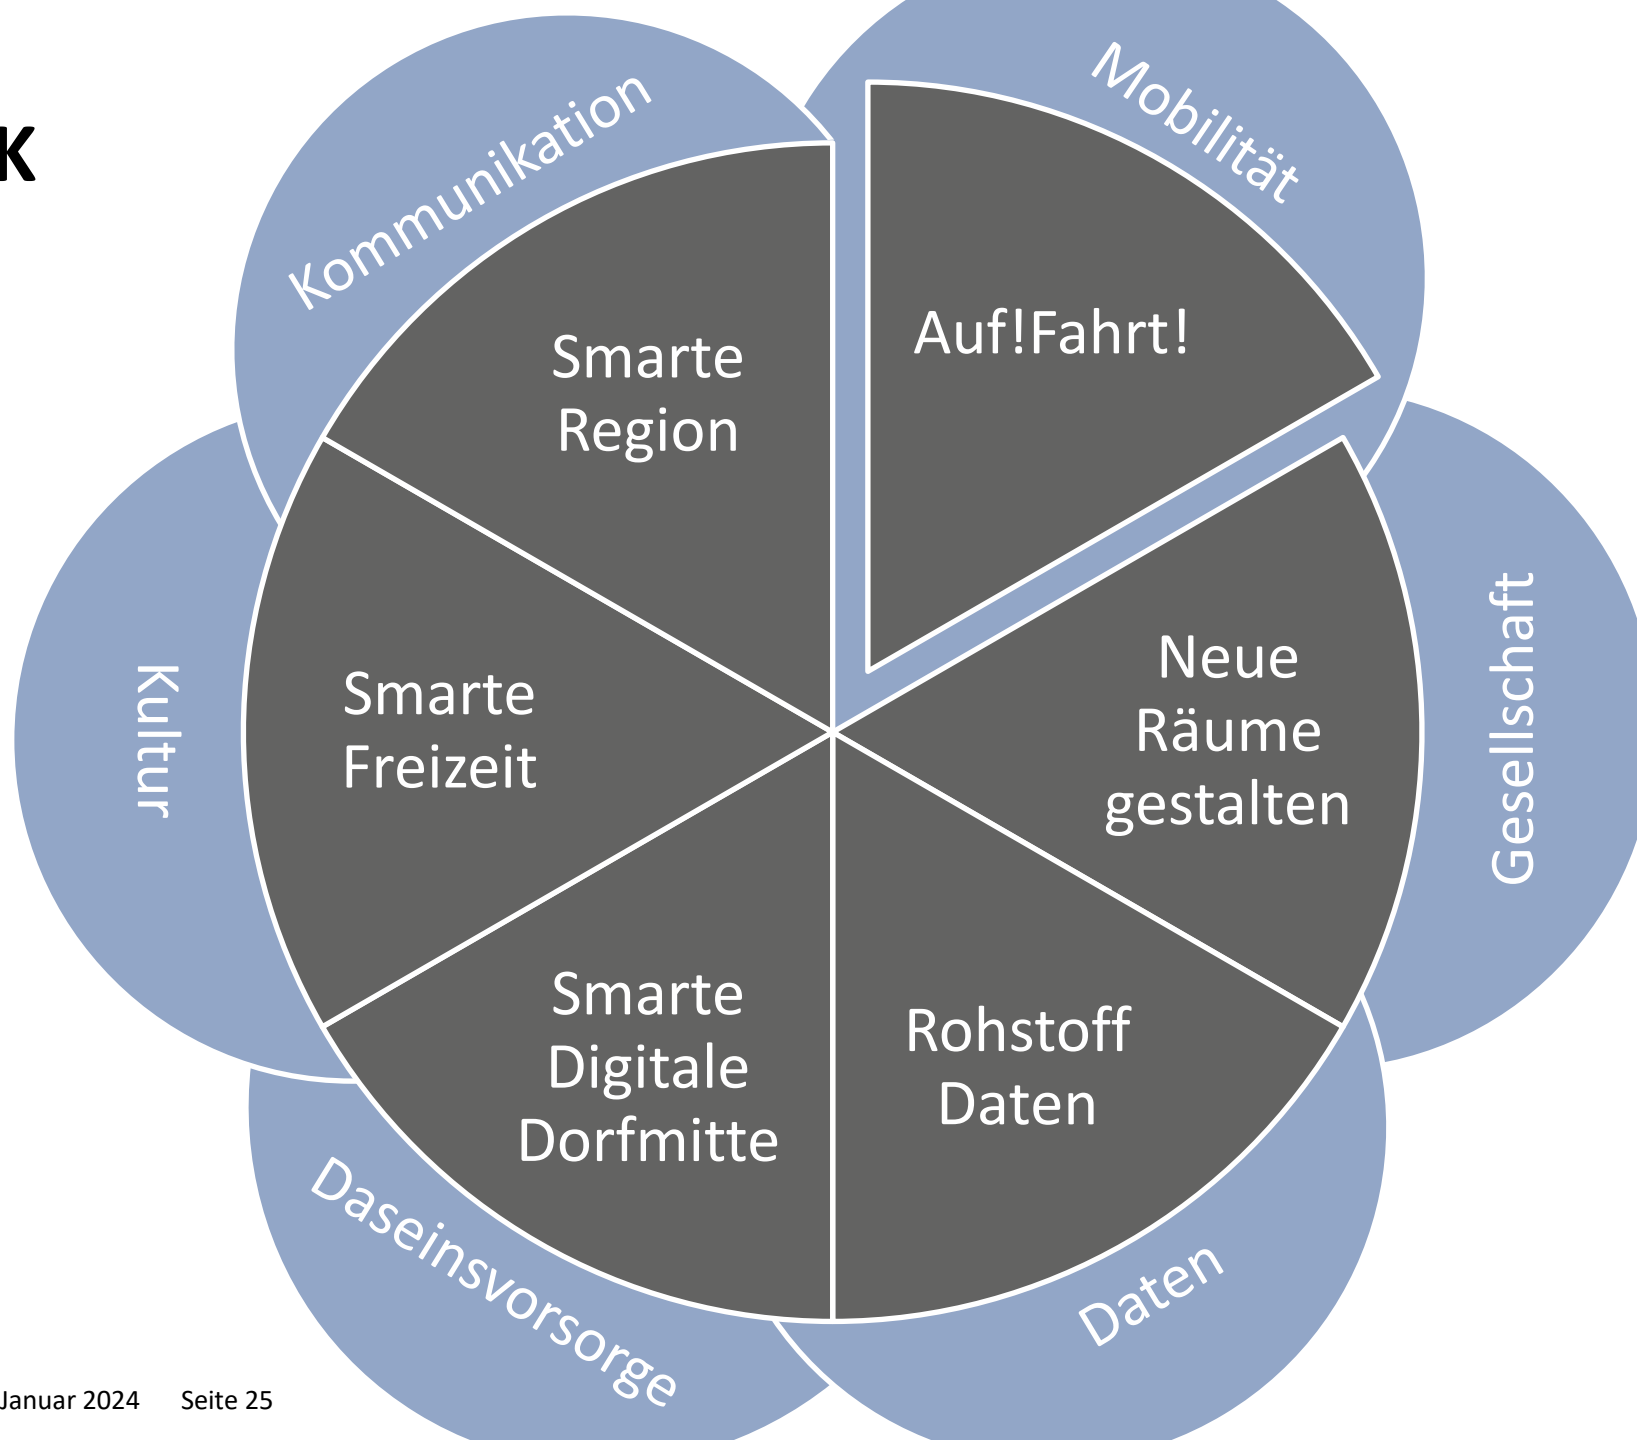 K
Kommunikation
Mobilität
Auf!Fahrt!
Smarte
Region
Gesellschaft
Neue
Räume
gestalten
Kultur
Smarte
Freizeit
Smarte
Digitale
Dorfmitte
Rohstoff
Daten
Daseinsvorsorge
Daten
Januar 2024 Seite 25